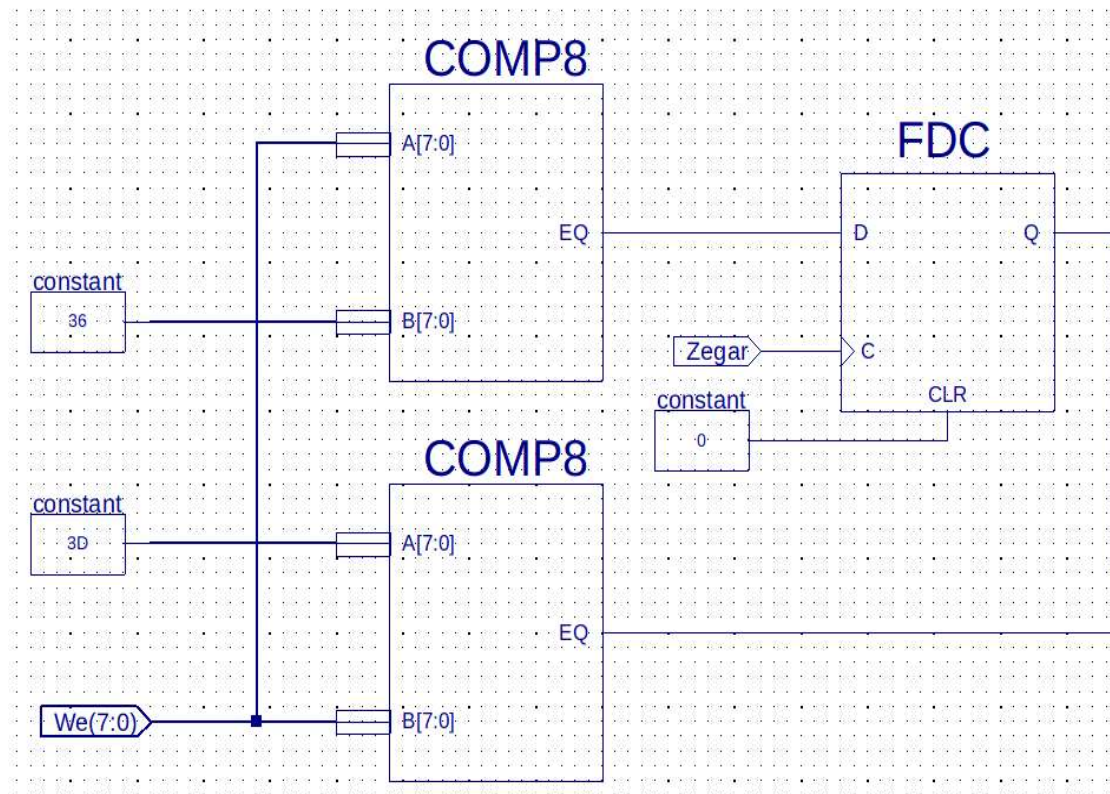 COMP8
A[7:0]
EQ
B[7:0]
constant
36
FDC
D
Q
Zegar
C
CLR
constant
0
COMP8
constant
3D
A[7:0]
EQ
We(7:0)
B[7:0]